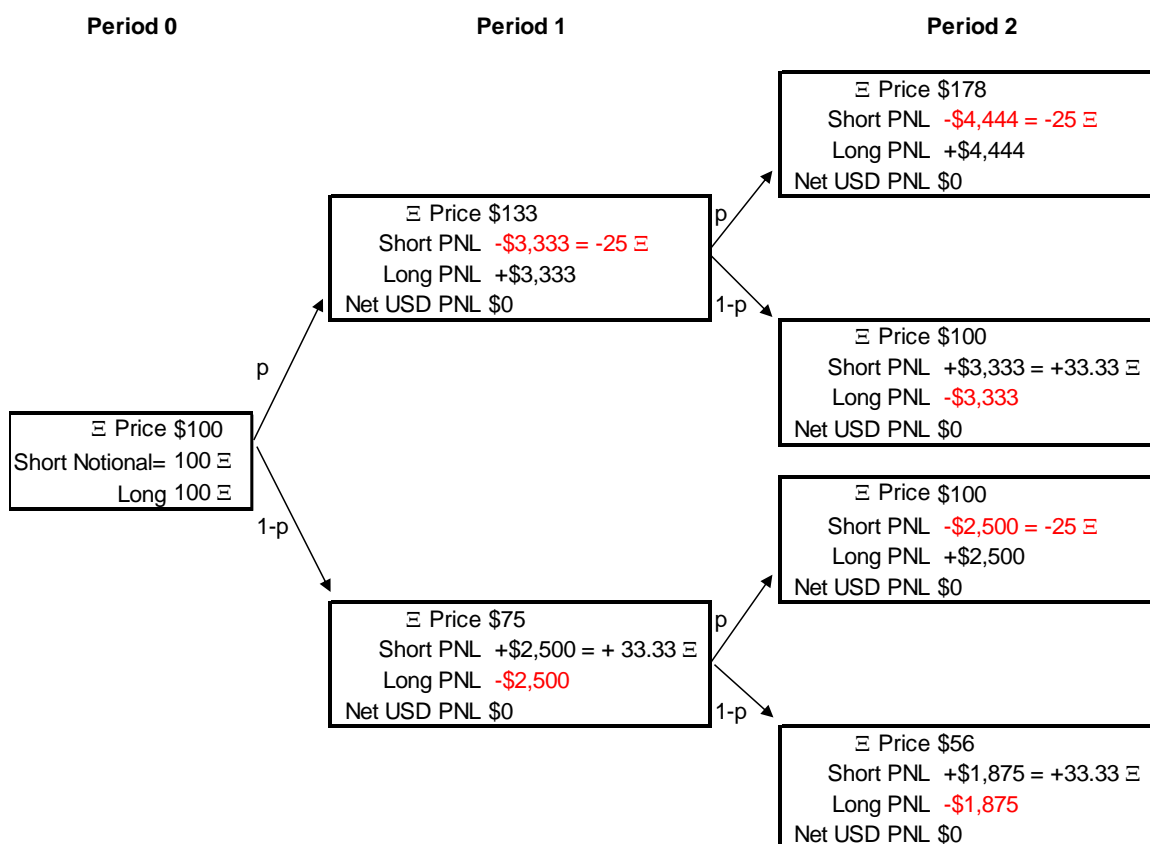 Period 0
Period 1
Period 2
Ξ Price $100
Short Notional= 100 Ξ
Long 100 Ξ
p
1-p
Ξ Price $133
Short PNL -$3,333 = -25 Ξ
Long PNL +$3,333
Net USD PNL $0
p
1-p
Ξ Price $75
Short PNL +$2,500 = + 33.33 Ξ
Long PNL -$2,500
Net USD PNL $0
p
1-p
Ξ Price $178
Short PNL -$4,444 = -25 Ξ
Long PNL +$4,444
Net USD PNL $0
Ξ Price $100
Short PNL +$3,333 = +33.33 Ξ
Long PNL -$3,333
Net USD PNL $0
Ξ Price $100
Short PNL -$2,500 = -25 Ξ
Long PNL +$2,500
Net USD PNL $0
Ξ Price $56
Short PNL +$1,875 = +33.33 Ξ
Long PNL -$1,875
Net USD PNL $0